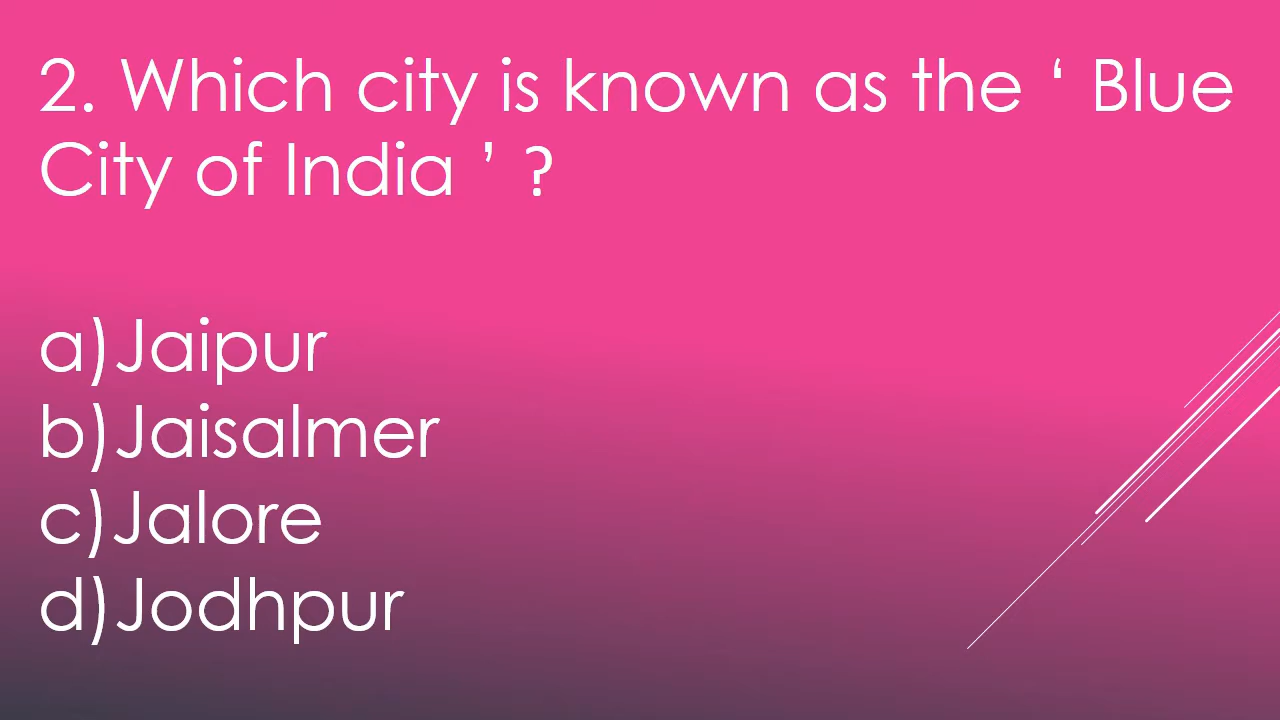 2. Which city is known as the ‘ Blue
City of India ’ ?
a)Jaipur
b)Jaisalmer
c)Jalore
d)Jodhpur